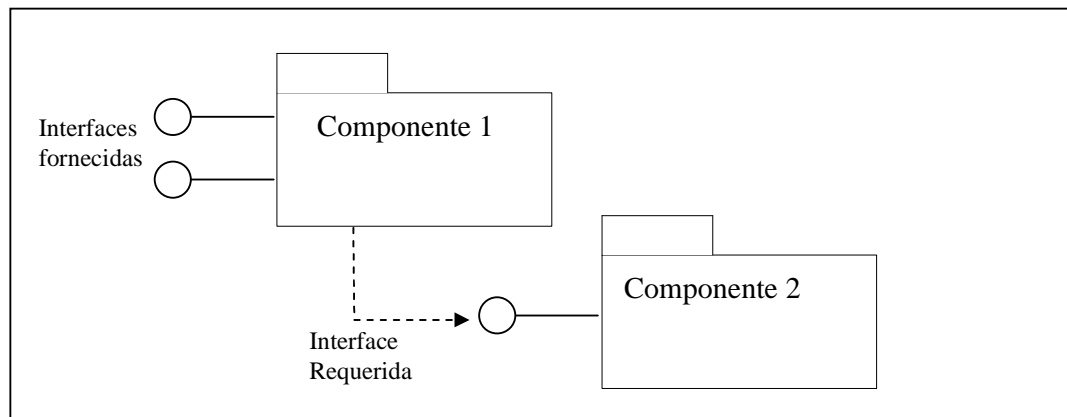 Componente 1
Interfaces
fornecidas
Componente 2
Interface
Requerida